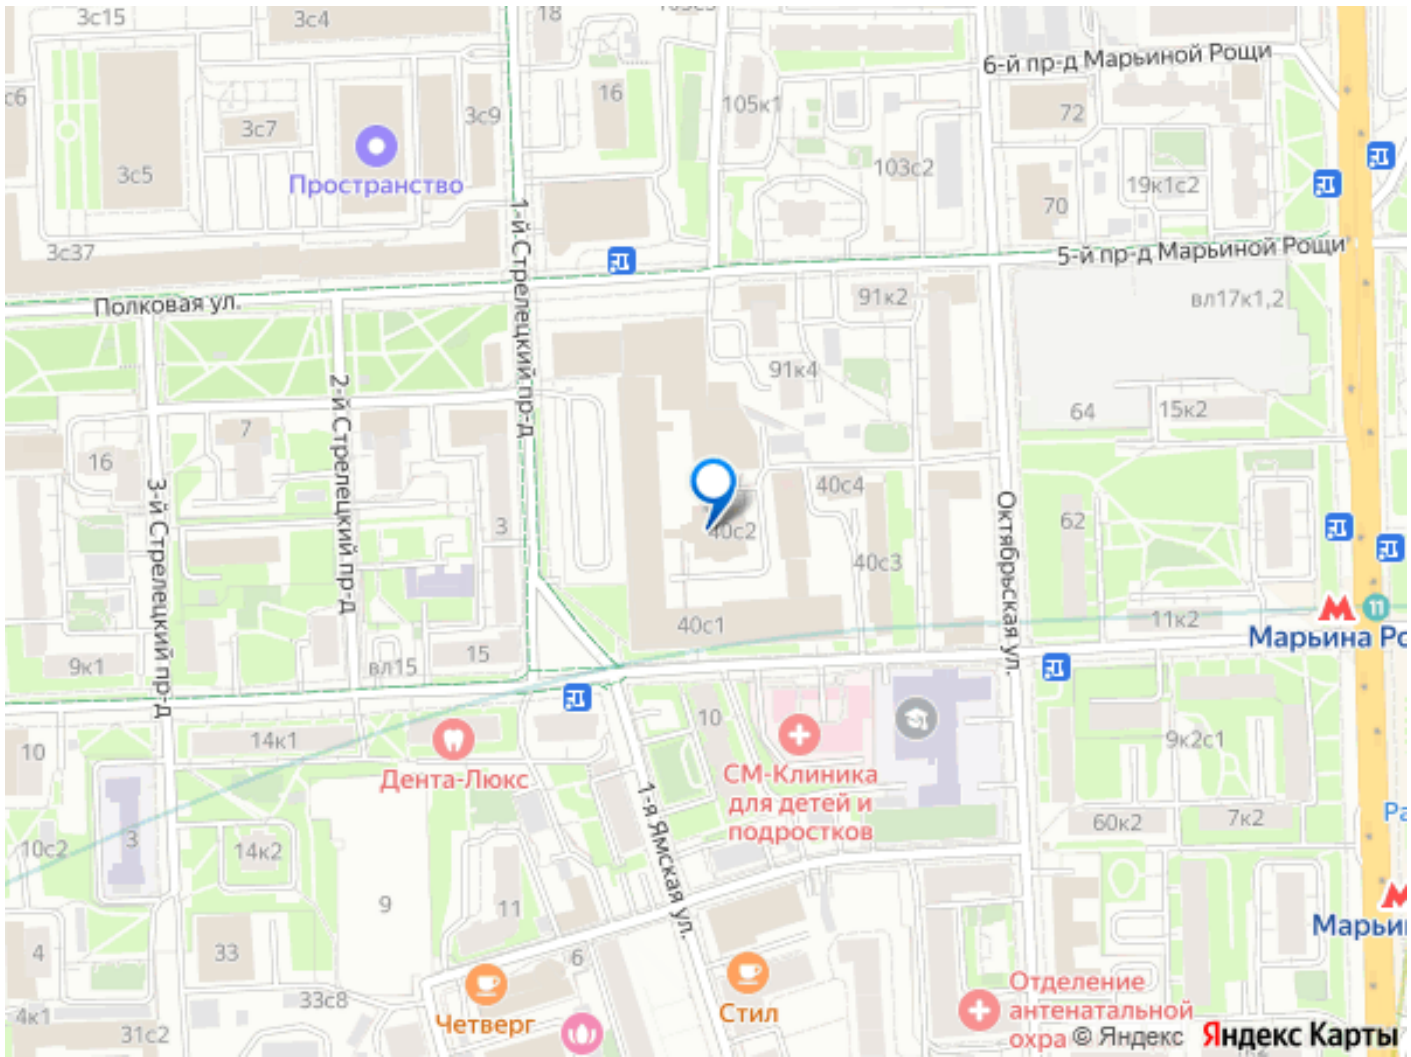 3с15
3с4
18
6-й пр-д Марьиной Рощи
3с9
16
105к1
72
3с7
3с5
Пространство
103с2
19к1с2
70
3с37
1-й Стрелецкий пр-д
5-й пр-д Марьиной Рощи
Полковая ул.
91к2
вл17к1,2
91к4
2-й Стрелецкий пр-д
64
15к2
7
16
3-й Стрелецкий пр-д
3
40с4
Октябрьская ул.
62
40с2
40с3
40с1
11к2
11
Марьина Ро
9к1
вл15
15
10
14к1
10
Дента-Люкс
СМ-Клиника
для детей и
подростков
9к2с1
1-я Ямская ул.
60к2
7к2
Ра
3
10с2
14к2
9
11
4
33
6
Марьин
33с8
4к1
31с2
Четверг
Стил
Отделение
антенатальной
охра
© Яндекс
Яндекс Карты